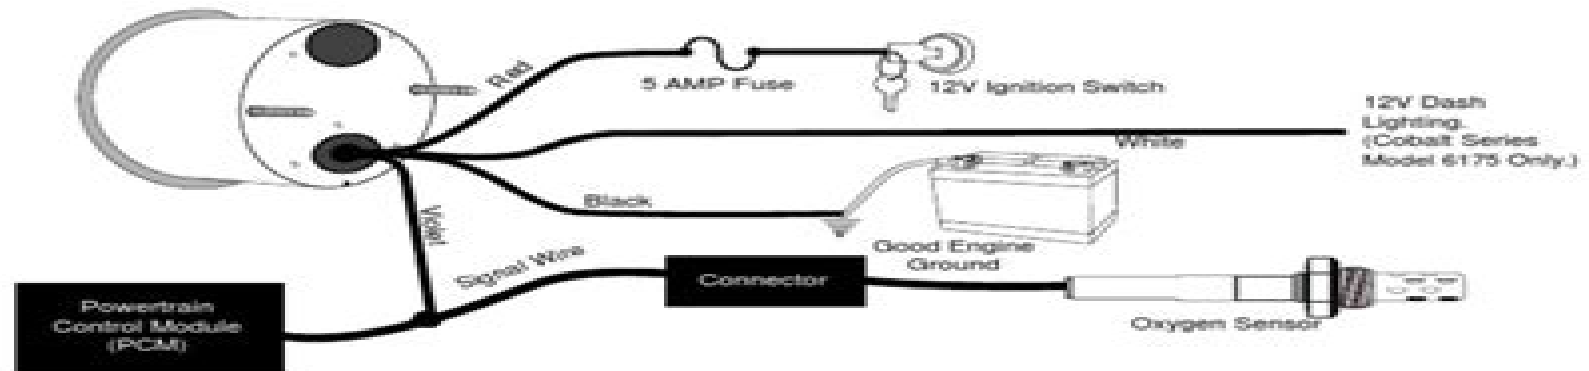 Red
5 AMP Fuse
12V Ignition Switch
12V Dash
Lighting.
(Cobalt Series
Model 6175 Only.)
White
Black
Violet
Good Engine
Ground
Signal Wire
Connector
Powertrain
Control Module
(PCM)
Oxygen Sensor